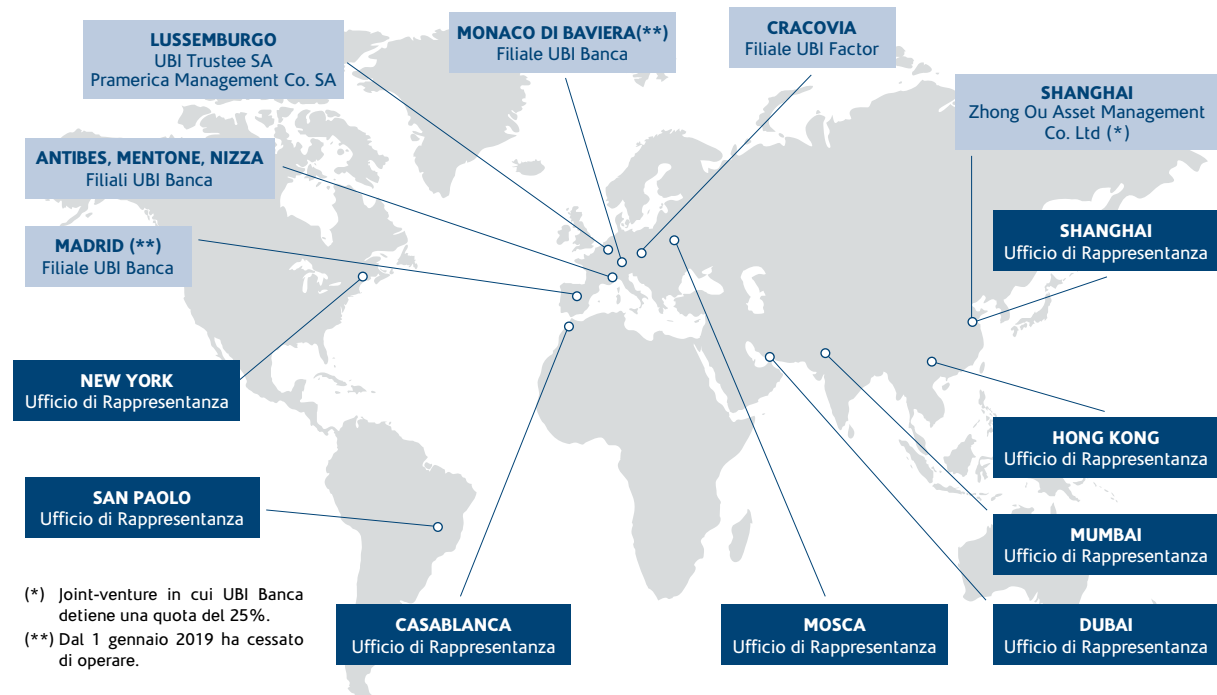 LUSSEMBURGO
UBI Trustee SA
Pramerica Management Co. SA
MONACO DI BAVIERA(**)
Filiale UBI Banca
CRACOVIA
Filiale UBI Factor
SHANGHAI
Zhong Ou Asset Management
Co. Ltd (*)
ANTIBES, MENTONE, NIZZA
Filiali UBI Banca
SHANGHAI
Ufficio di Rappresentanza
MADRID (**)
Filiale UBI Banca
NEW YORK
Ufficio di Rappresentanza
HONG KONG
Ufficio di Rappresentanza
SAN PAOLO
Ufficio di Rappresentanza
MUMBAI
Ufficio di Rappresentanza
(*) Joint-venture in cui UBI Banca
detiene una quota del 25%.
(**) Dal 1 gennaio 2019 ha cessato
di operare.
CASABLANCA
Ufficio di Rappresentanza
MOSCA
Ufficio di Rappresentanza
DUBAI
Ufficio di Rappresentanza